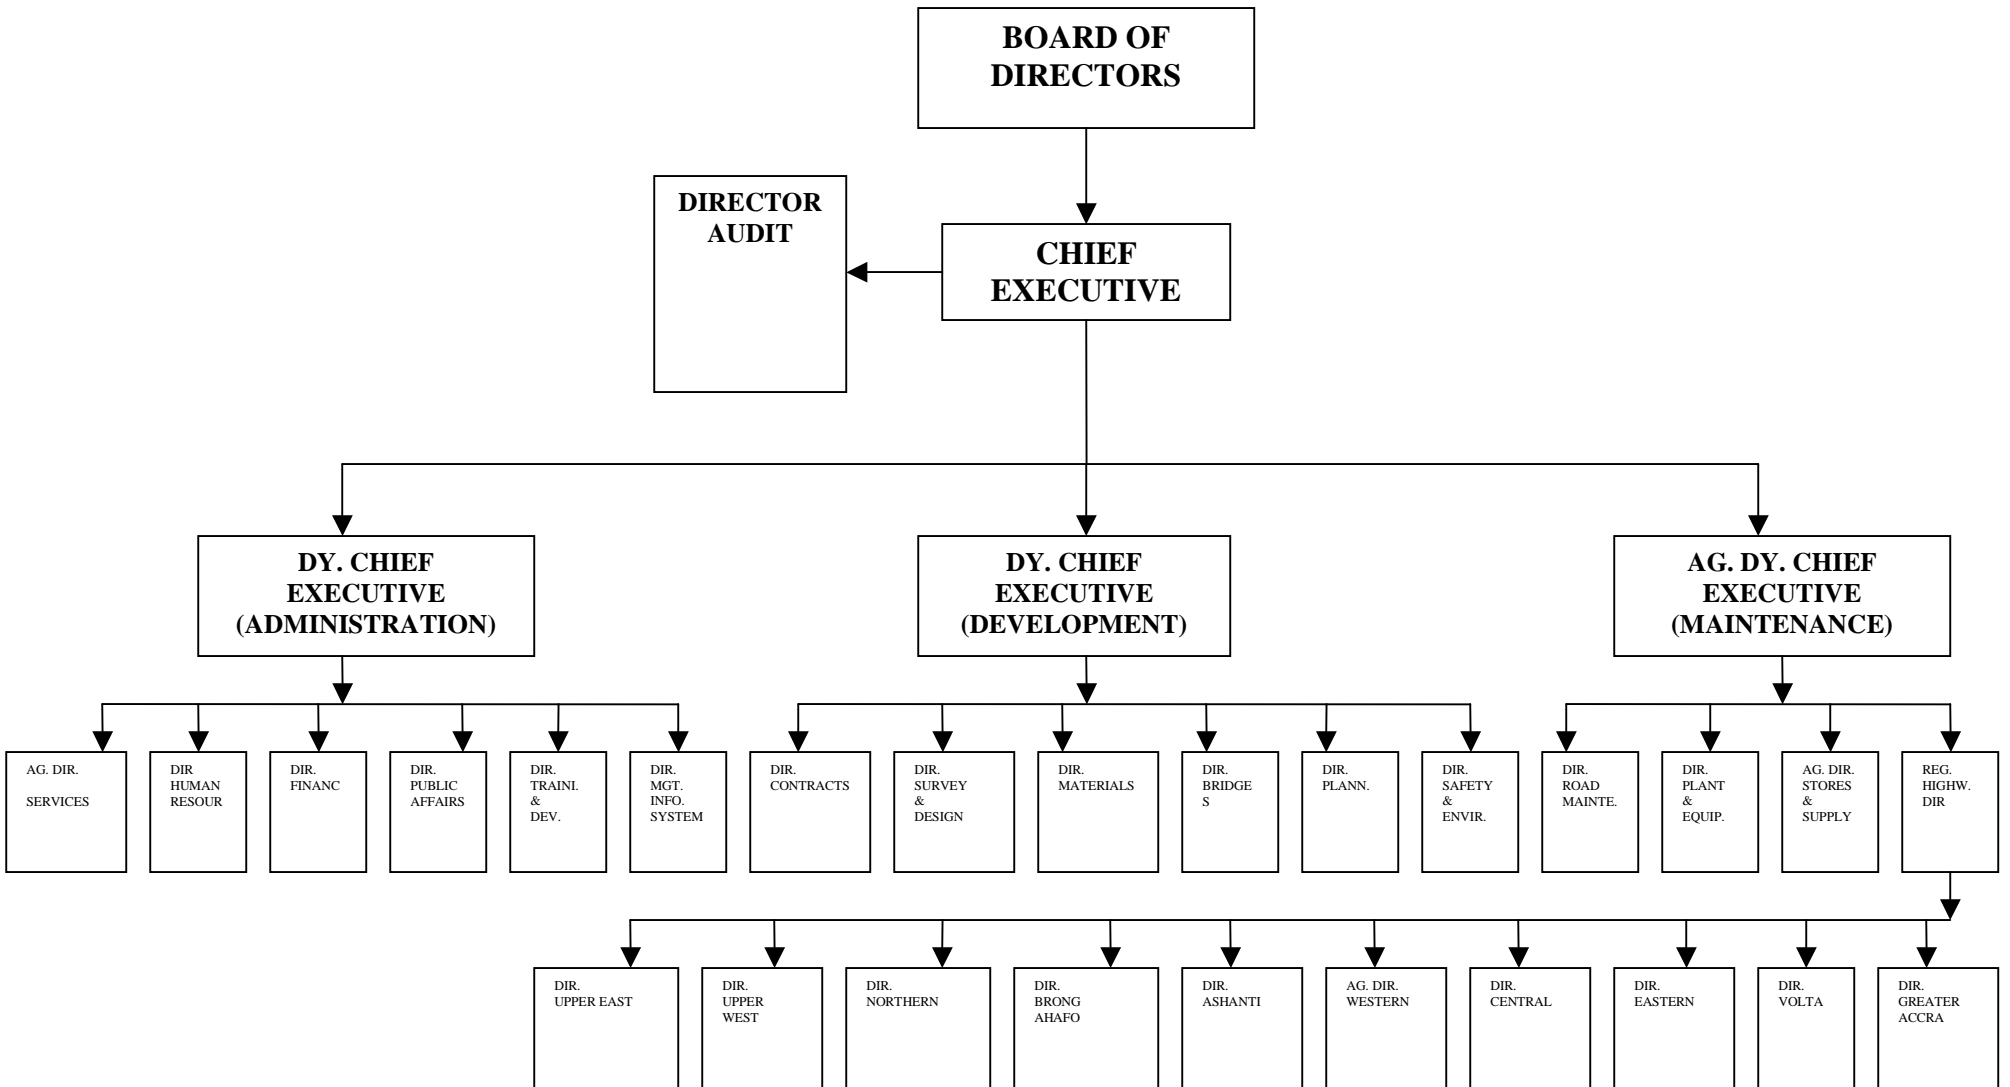 BOARD OF
DIRECTORS
DIRECTOR
AUDIT
CHIEF
EXECUTIVE
DY. CHIEF
EXECUTIVE
(ADMINISTRATION)
DY. CHIEF
EXECUTIVE
(DEVELOPMENT)
AG. DY. CHIEF
EXECUTIVE
(MAINTENANCE)
AG. DIR.
SERVICES
DIR
HUMAN
RESOUR
DIR.
FINANC
DIR.
PUBLIC
AFFAIRS
DIR.
TRAINI.
&
DEV.
DIR.
MGT.
INFO.
SYSTEM
DIR.
CONTRACTS
DIR.
SURVEY
&
DESIGN
DIR.
MATERIALS
DIR.
BRIDGE
S
DIR.
PLANN.
DIR.
SAFETY
&
ENVIR.
DIR.
ROAD
MAINTE.
DIR.
PLANT
&
EQUIP.
AG. DIR.
STORES
&
SUPPLY
REG.
HIGHW.
DIR
DIR.
UPPER EAST
DIR.
UPPER
WEST
DIR.
NORTHERN
DIR.
BRONG
AHAFO
DIR.
ASHANTI
AG. DIR.
WESTERN
DIR.
CENTRAL
DIR.
EASTERN
DIR.
VOLTA
DIR.
GREATER
ACCRA